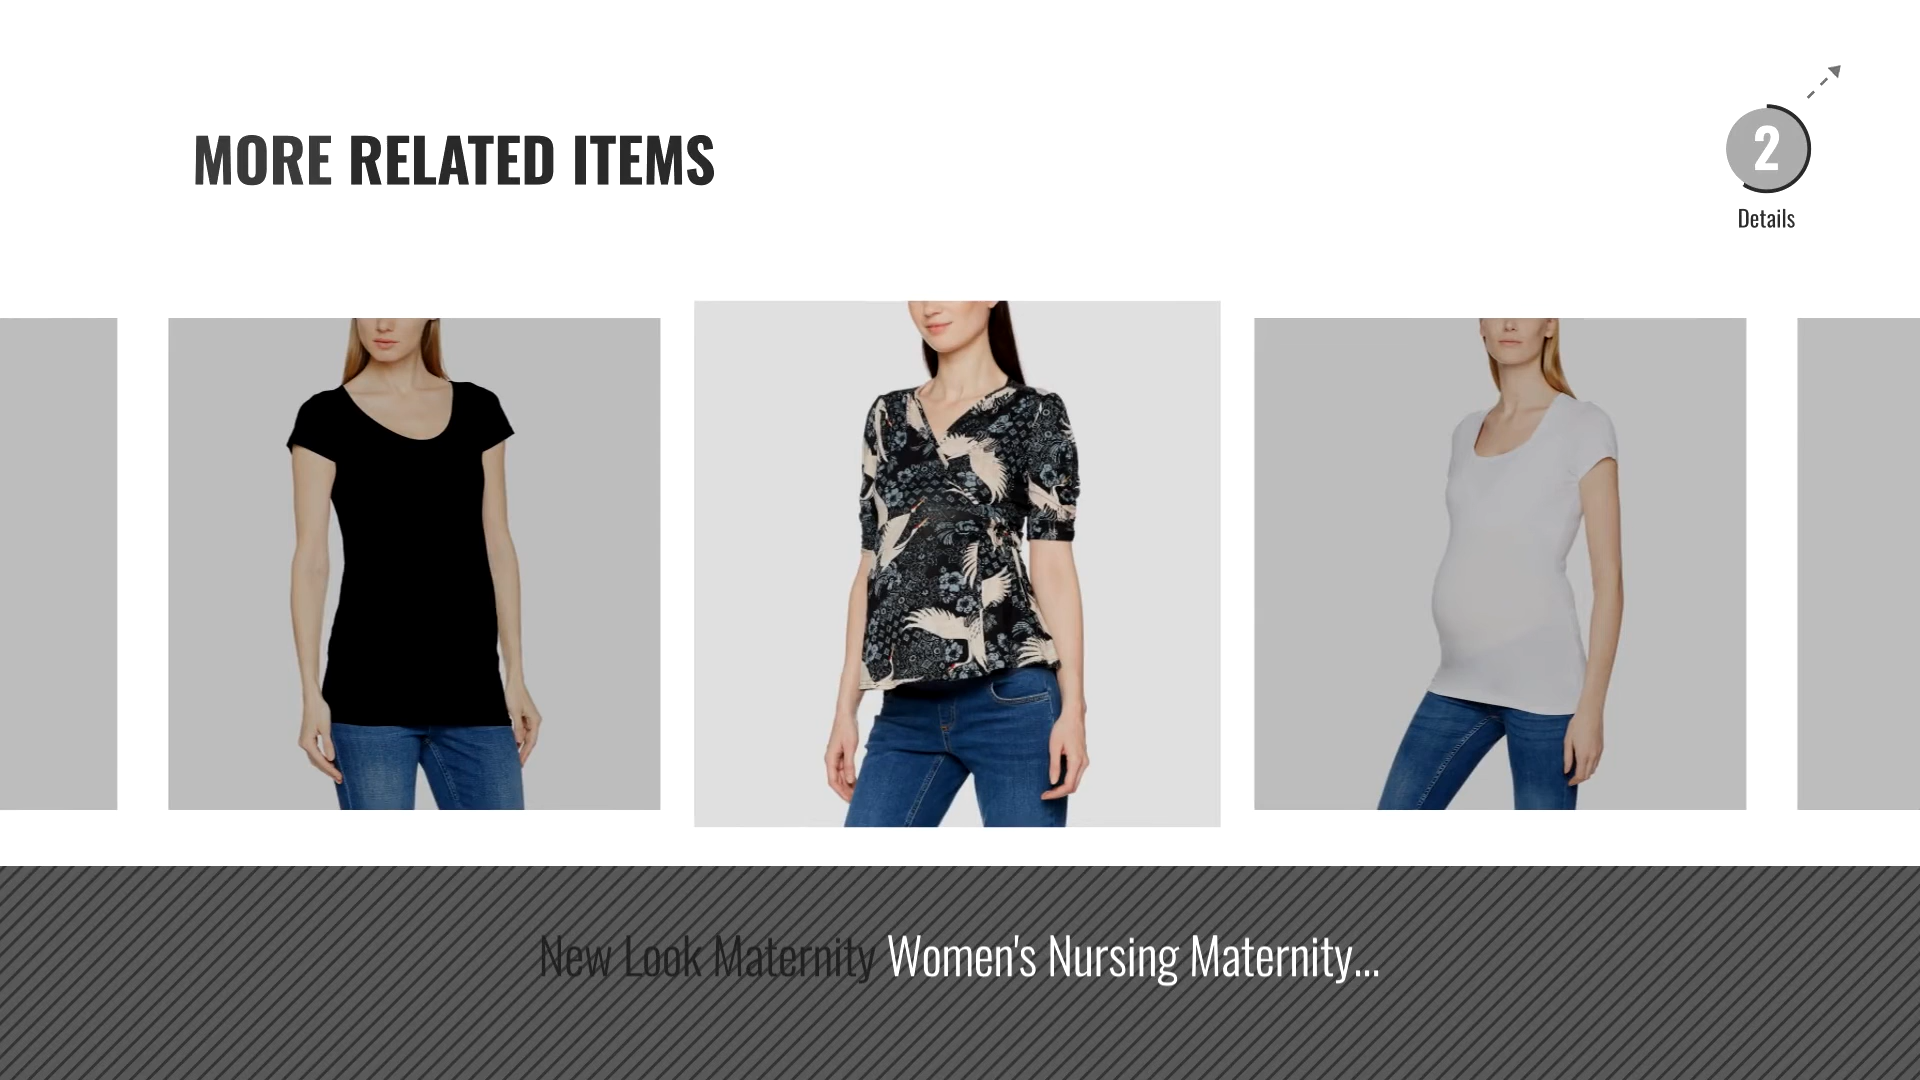 MORE RELATED ITEMS
2
Details
New Look Maternity Women's Nursing Maternity...